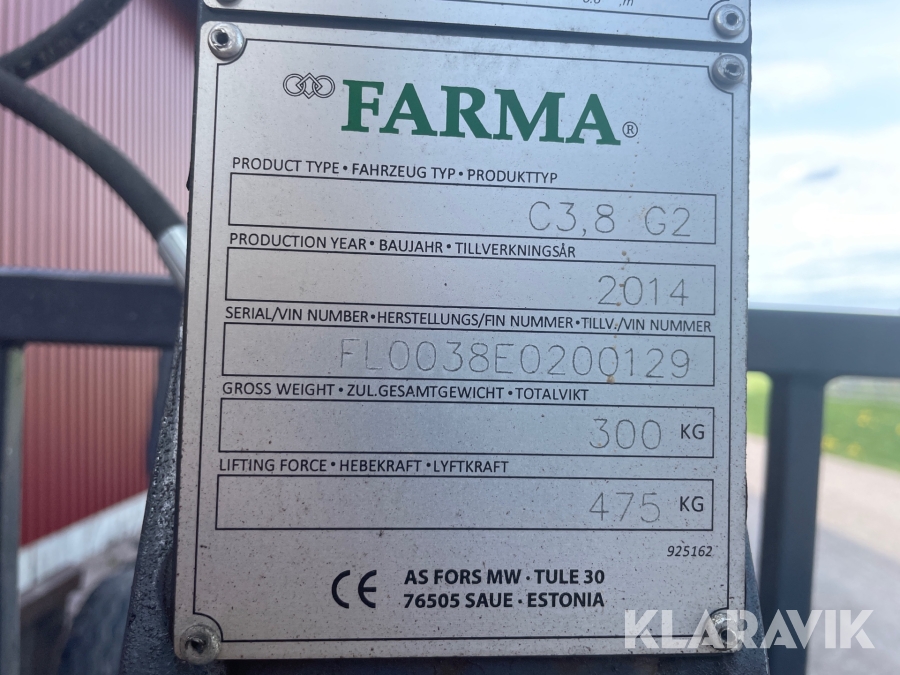 FARMA®
PRODUCT TYPE • FAHRZEUG TYP • PRODUKTTYP
C3,8 G2
PRODUCTION YEAR • BAUJAHR • TILLVERKNINGSÅR
2014
SERIAL/VIN NUMBER • HERSTELLUNGS/FIN NUMMER • TILLV./VIN NUMMER
FL0038E0200129
GROSS WEIGHT • ZUL.GESAMTGEWICHT • TOTALVIKT
300 KG
LIFTING FORCE • HEBEKRAFT • LYFTKRAFT
475 KG
925162
CE AS FORS MW · TULE 30
76505 SAUE · ESTONIA
KLARAVIK